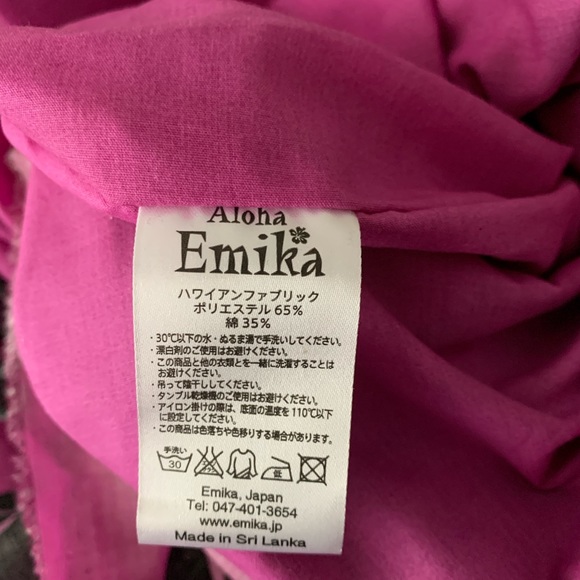 Aloha
Emika
ハワイアンファブリック
ポリエステル 65%
綿 35%
・30℃以下の水・ぬるま湯で手洗いしてください。
・漂白剤のご使用はお避けください。
・この商品と他の衣類とを一緒に洗濯することは
お避けください。
・吊って陰干ししてください。
・タンブル乾燥機のご使用はお避けください。
・アイロン掛けの際は、底面の温度を110℃以下
に設定してください。
・この商品は色落ちや色移りする場合があります。
手洗い
30
低
Emika, Japan
Tel: 047-401-3654
www.emika.jp
Made in Sri Lanka